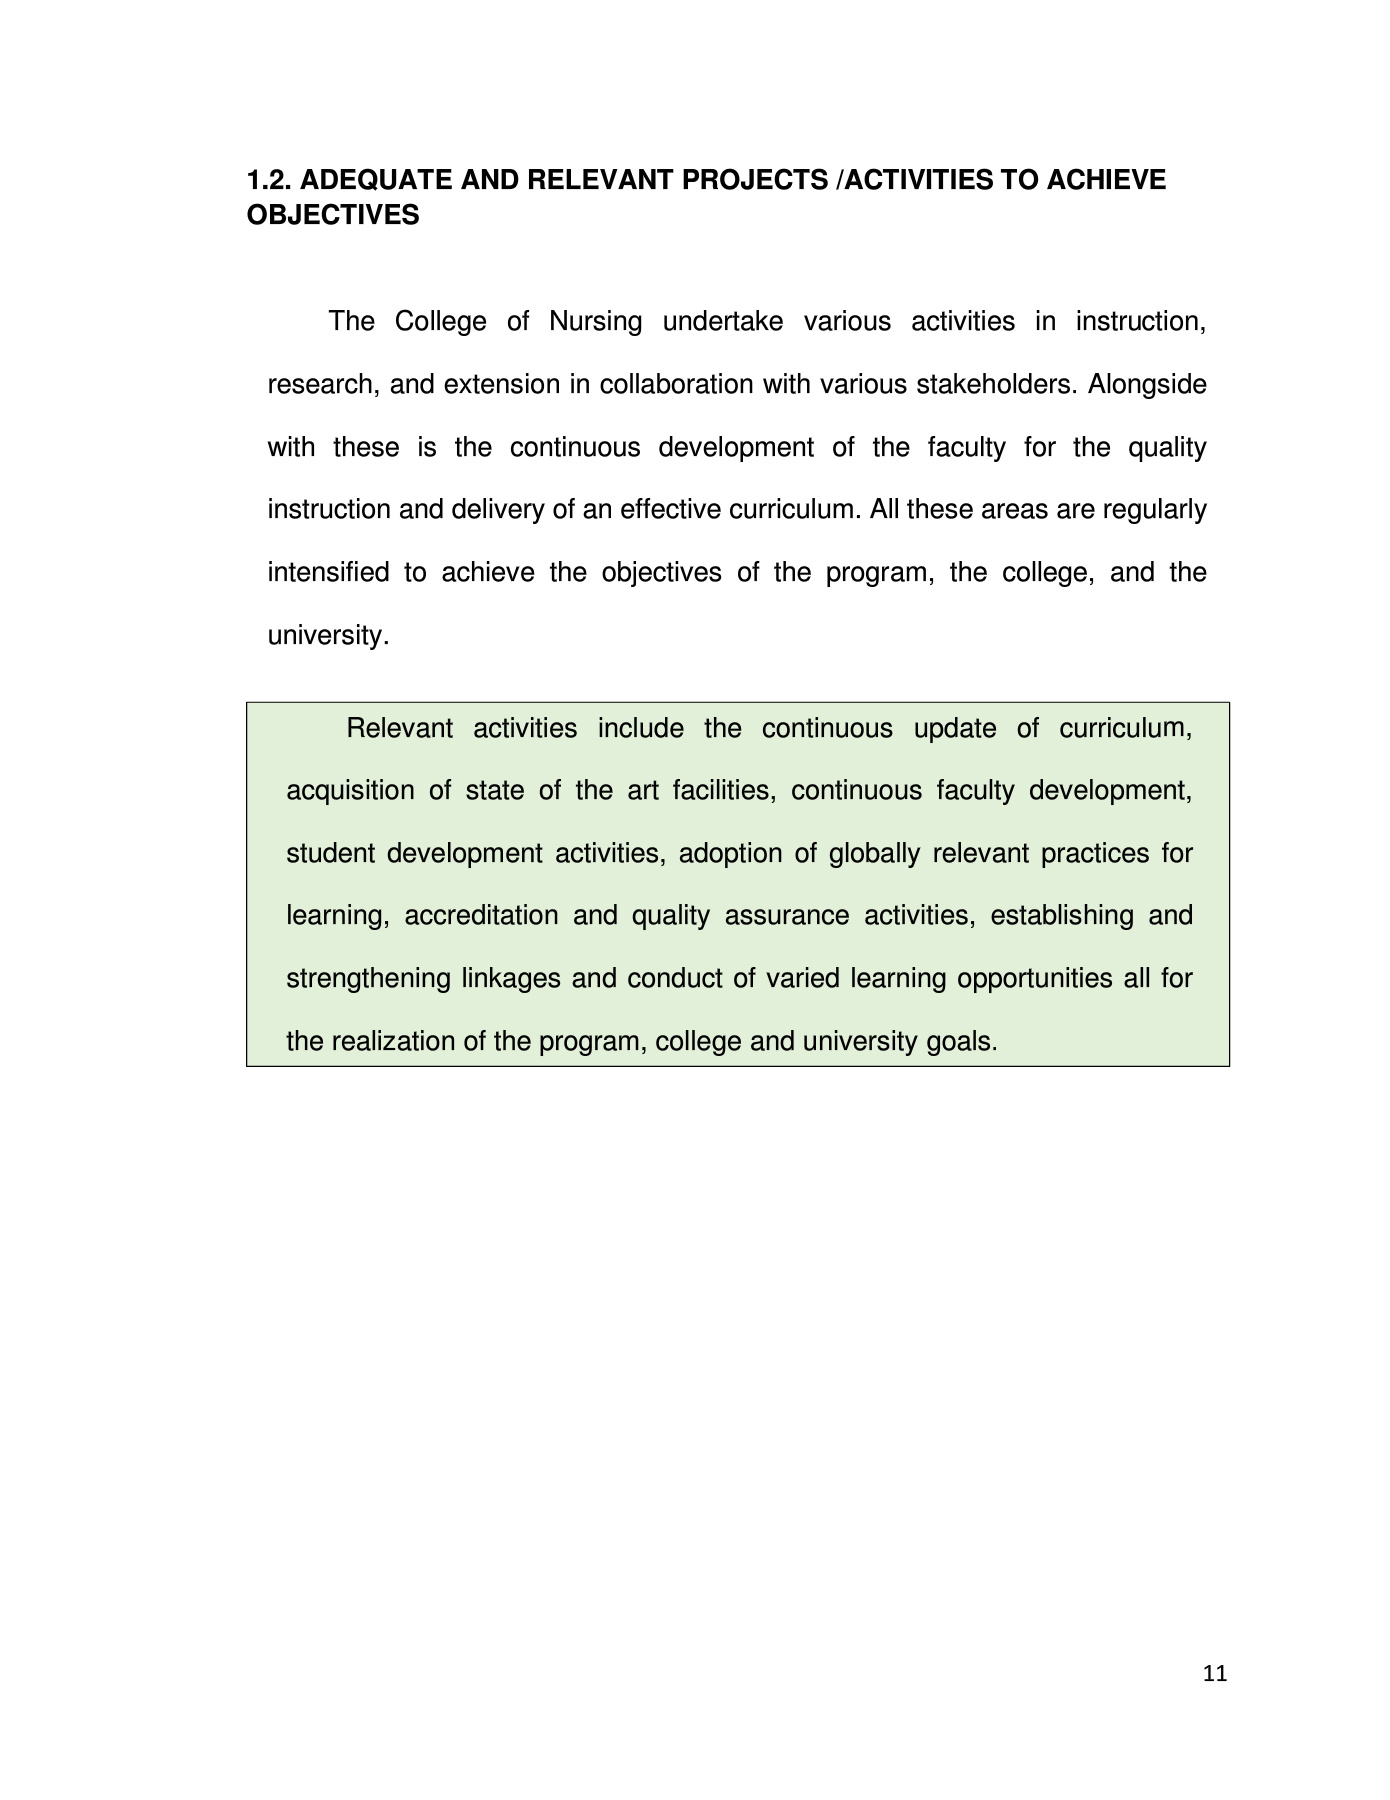 1.2. ADEQUATE AND RELEVANT PROJECTS /ACTIVITIES TO ACHIEVE
OBJECTIVES
The College of Nursing undertake various activities in instruction,
research, and extension in collaboration with various stakeholders. Alongside
with these is the continuous development of the faculty for the quality
instruction and delivery of an effective curriculum. All these areas are regularly
intensified to achieve the objectives of the program, the college, and the
university.
Relevant activities include the continuous update of curriculum,
acquisition of state of the art facilities, continuous faculty development,
student development activities, adoption of globally relevant practices for
learning, accreditation and quality assurance activities, establishing and
strengthening linkages and conduct of varied learning opportunities all for
the realization of the program, college and university goals.
11